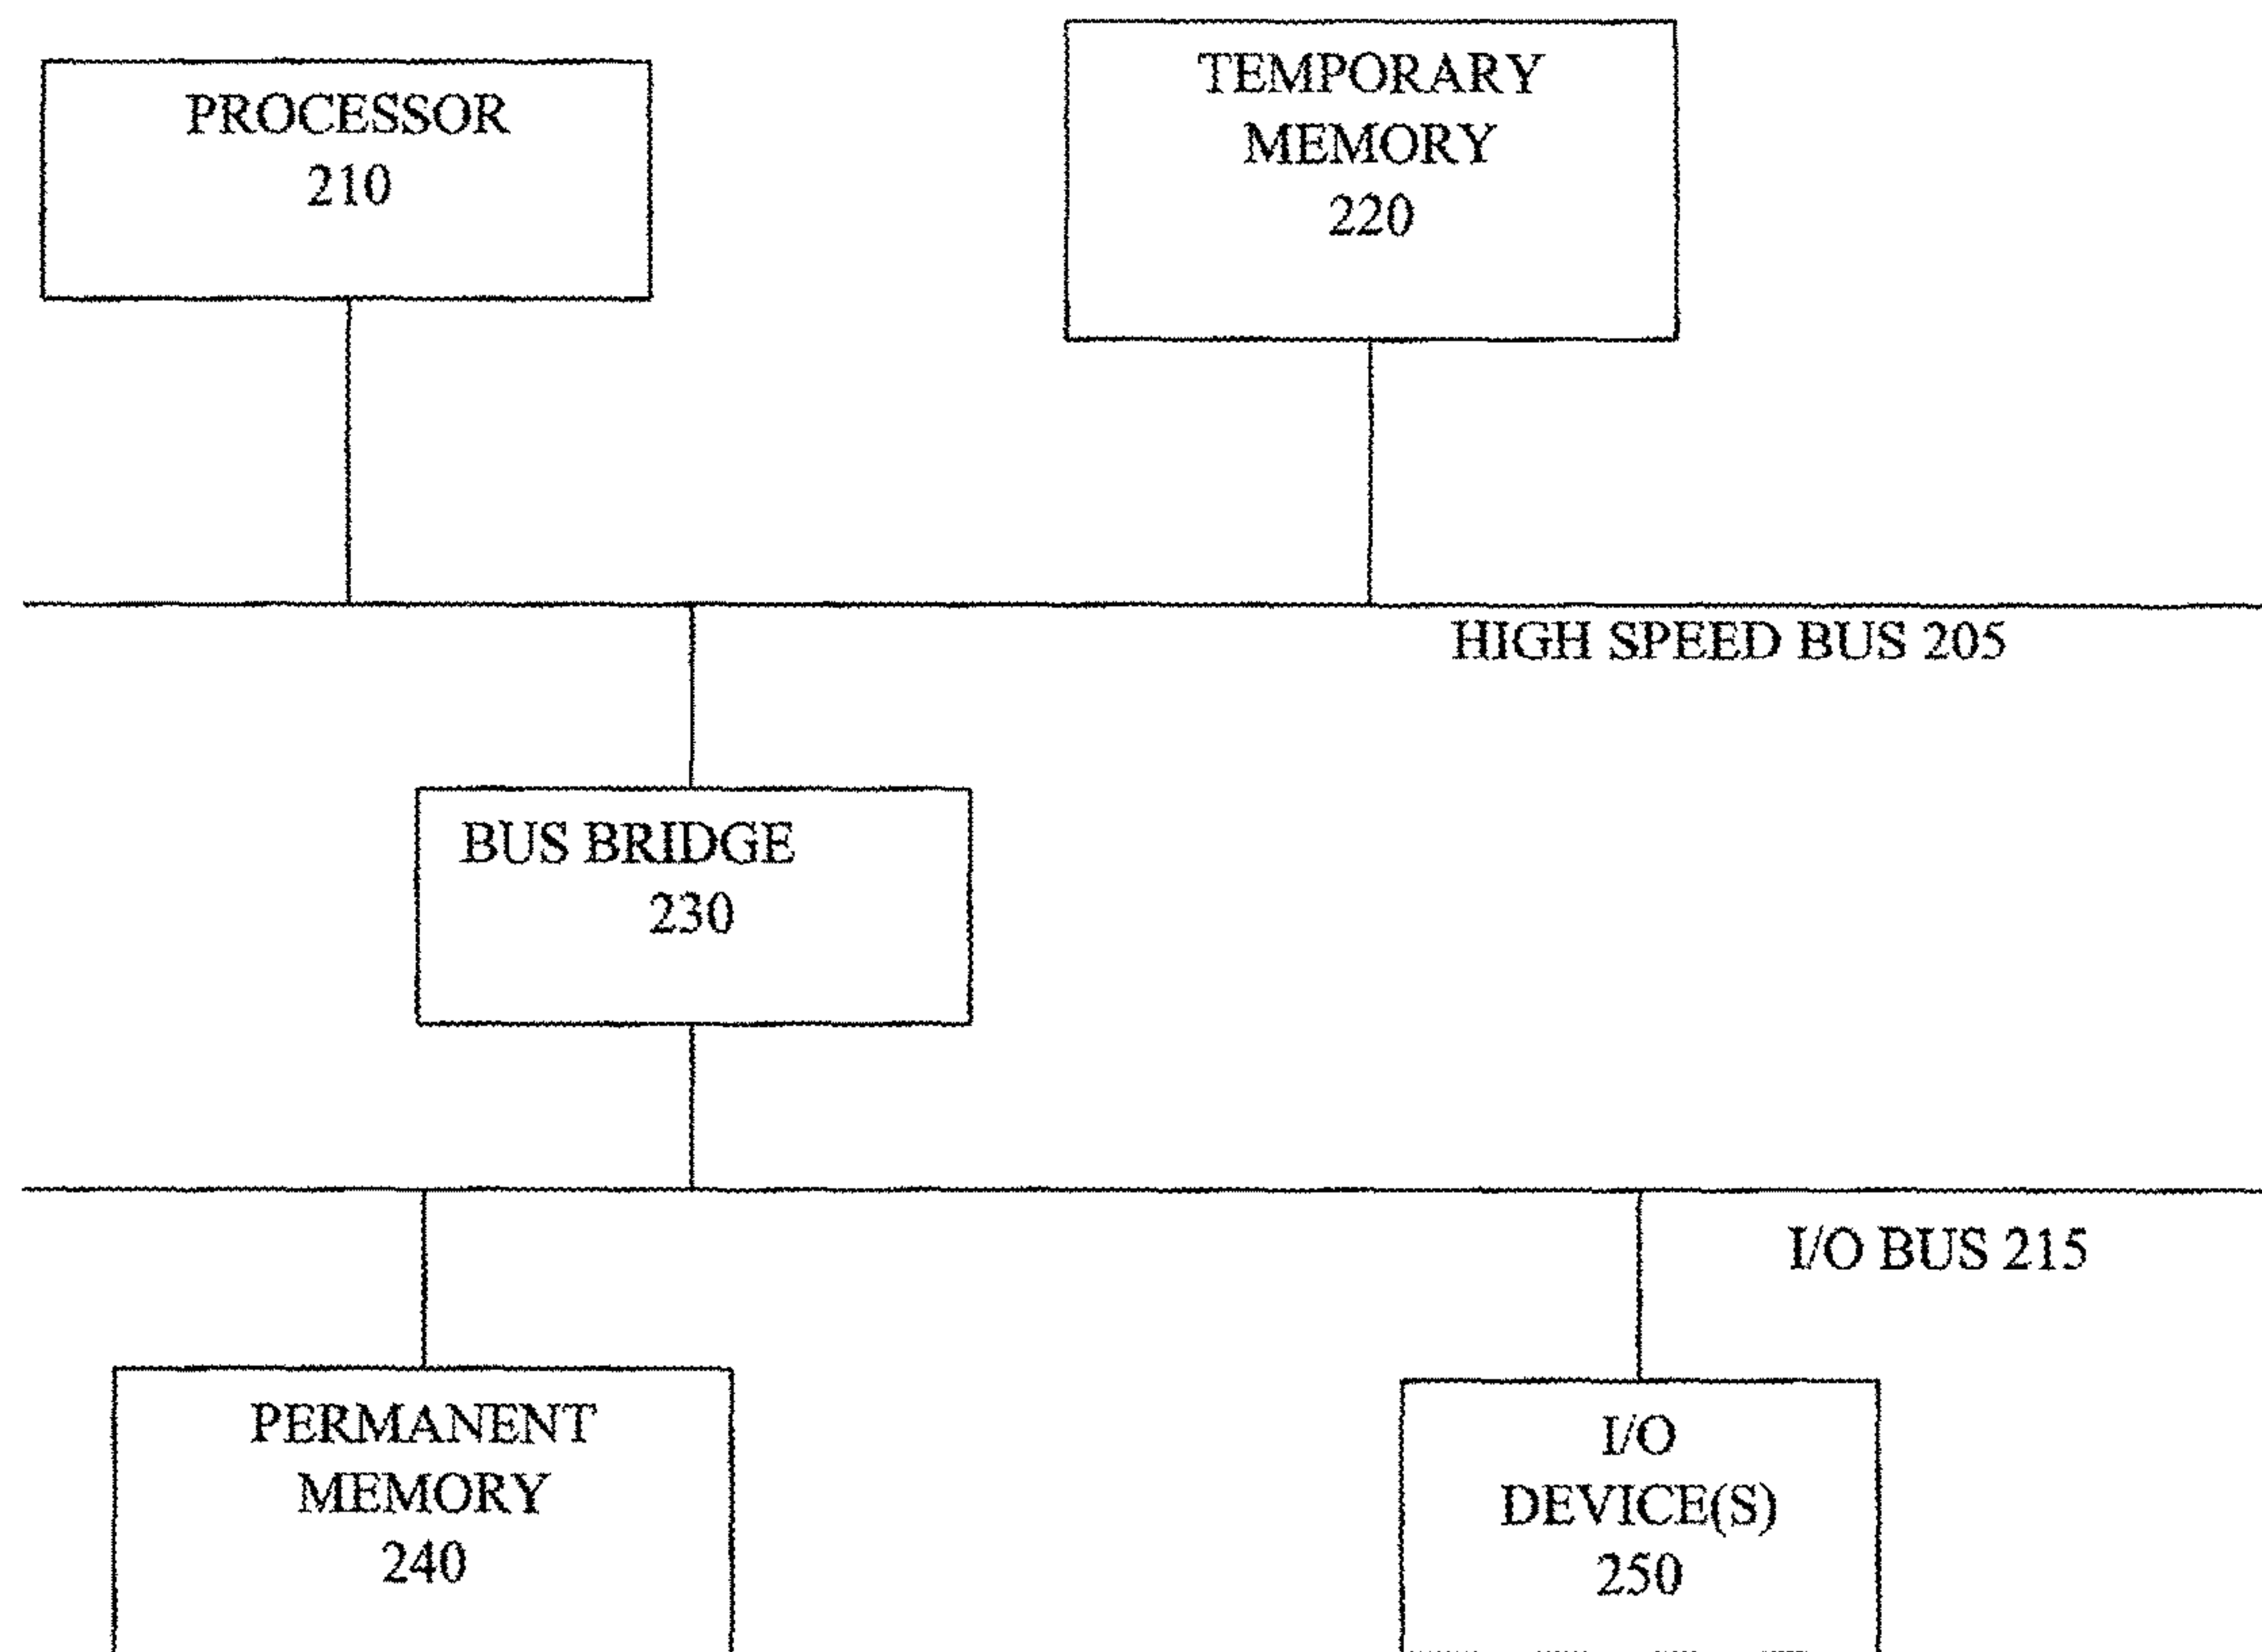 PROCESSOR
210
TEMPORARY
MEMORY
220
HIGH SPEED BUS 205
BUS BRIDGE
230
I/O BUS 215
PERMANENT
MEMORY
240
I/O
DEVICE(S)
250